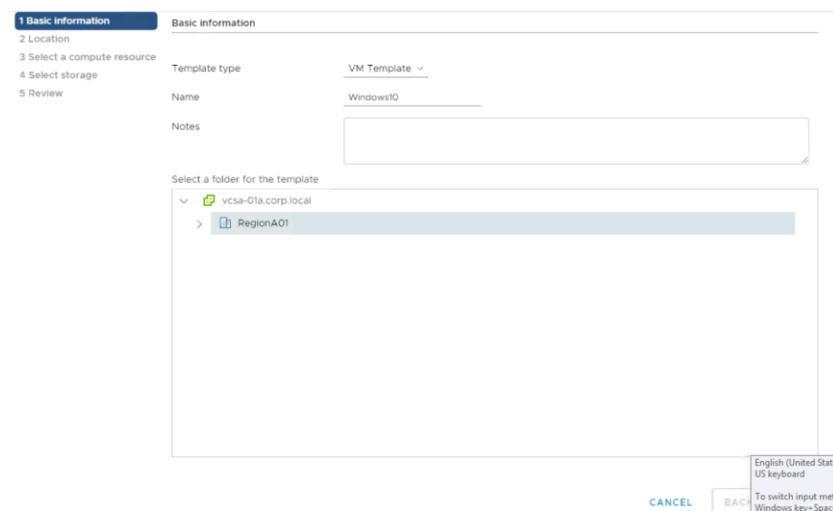 1 Basic information
2 Location
3 Select a compute resource
4 Select storage
5 Review
Basic information
Template type VM Template
Name Windows10
Notes
Select a folder for the template
vcsa-01a.corp.local
RegionA01
English (United Stat
US keyboard
To switch input met
Windows key+Spac
CANCEL BACK